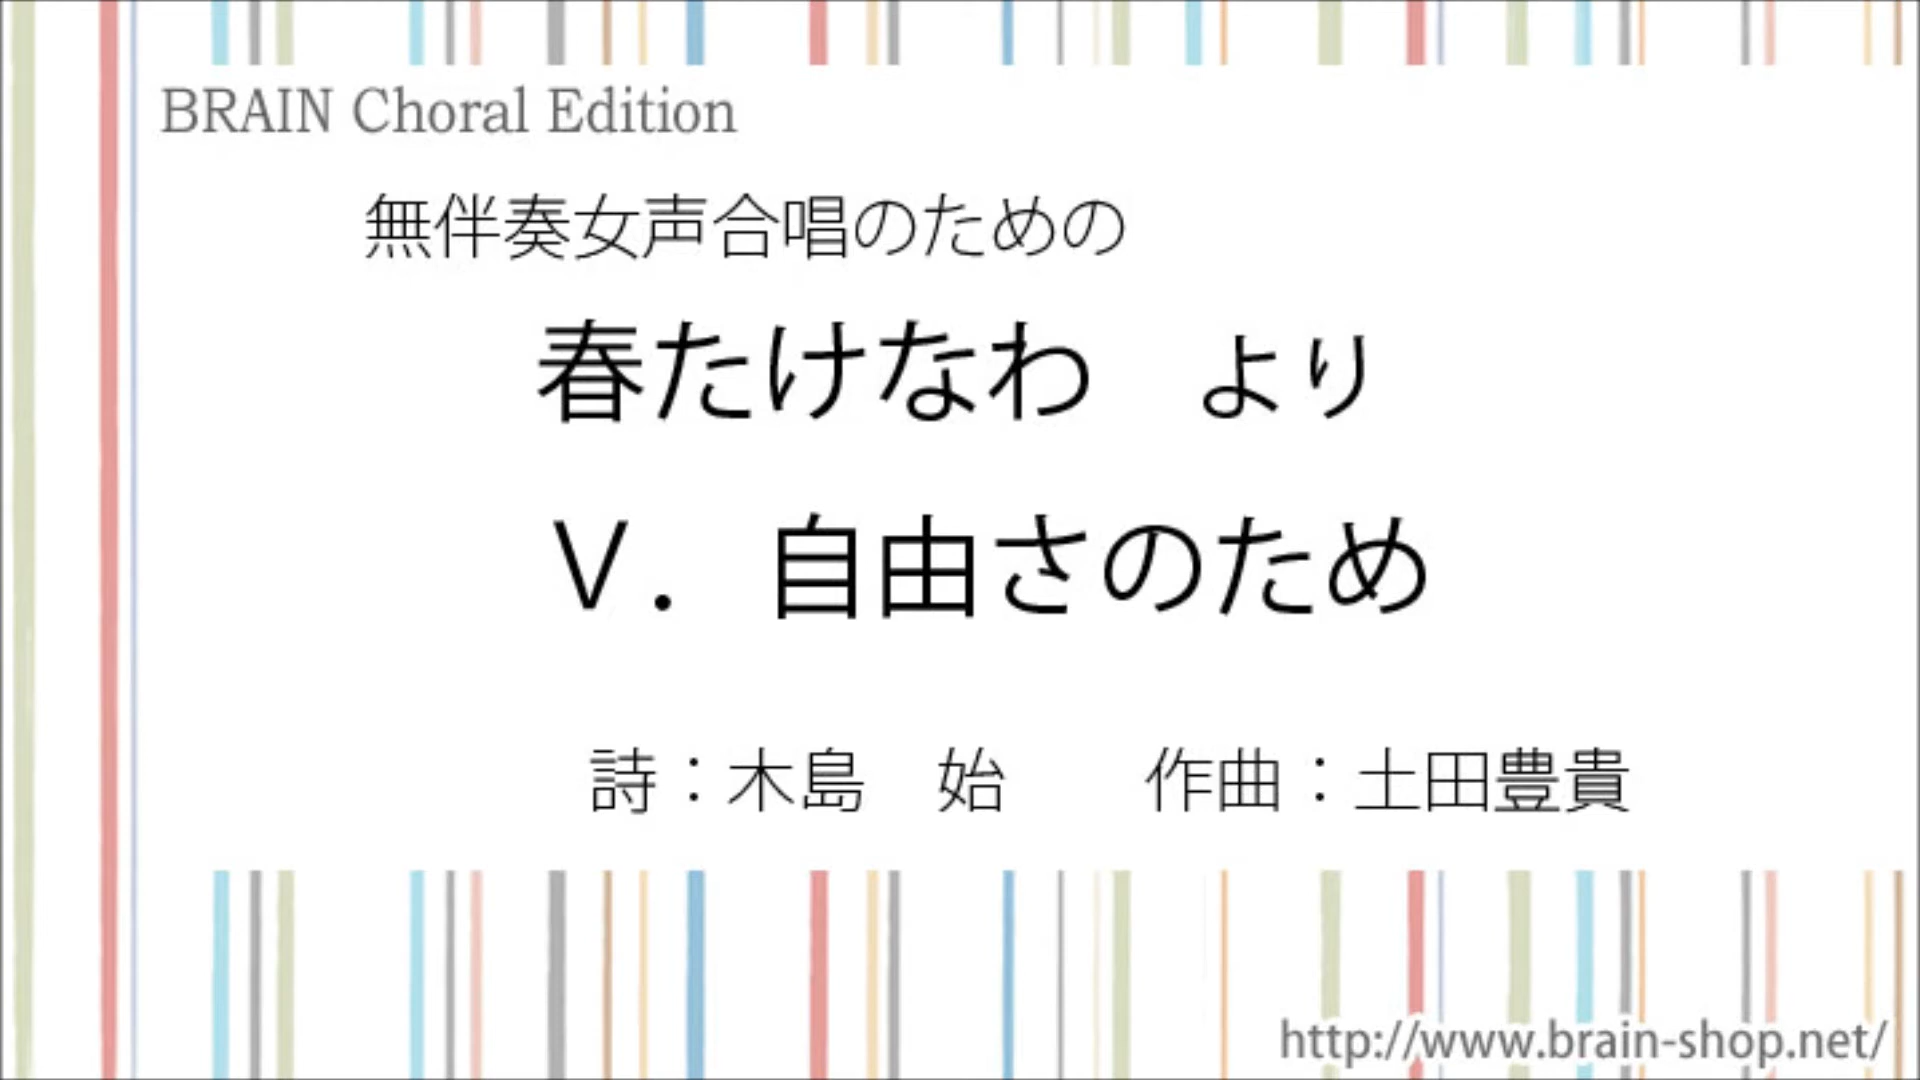 BRAIN Choral Edition
無伴奏女声合唱のための
春たけなわ　より
Ⅴ．自由さのため
詩：木島　始　　作曲：土田豊貴
http://www.brain-shop.net/